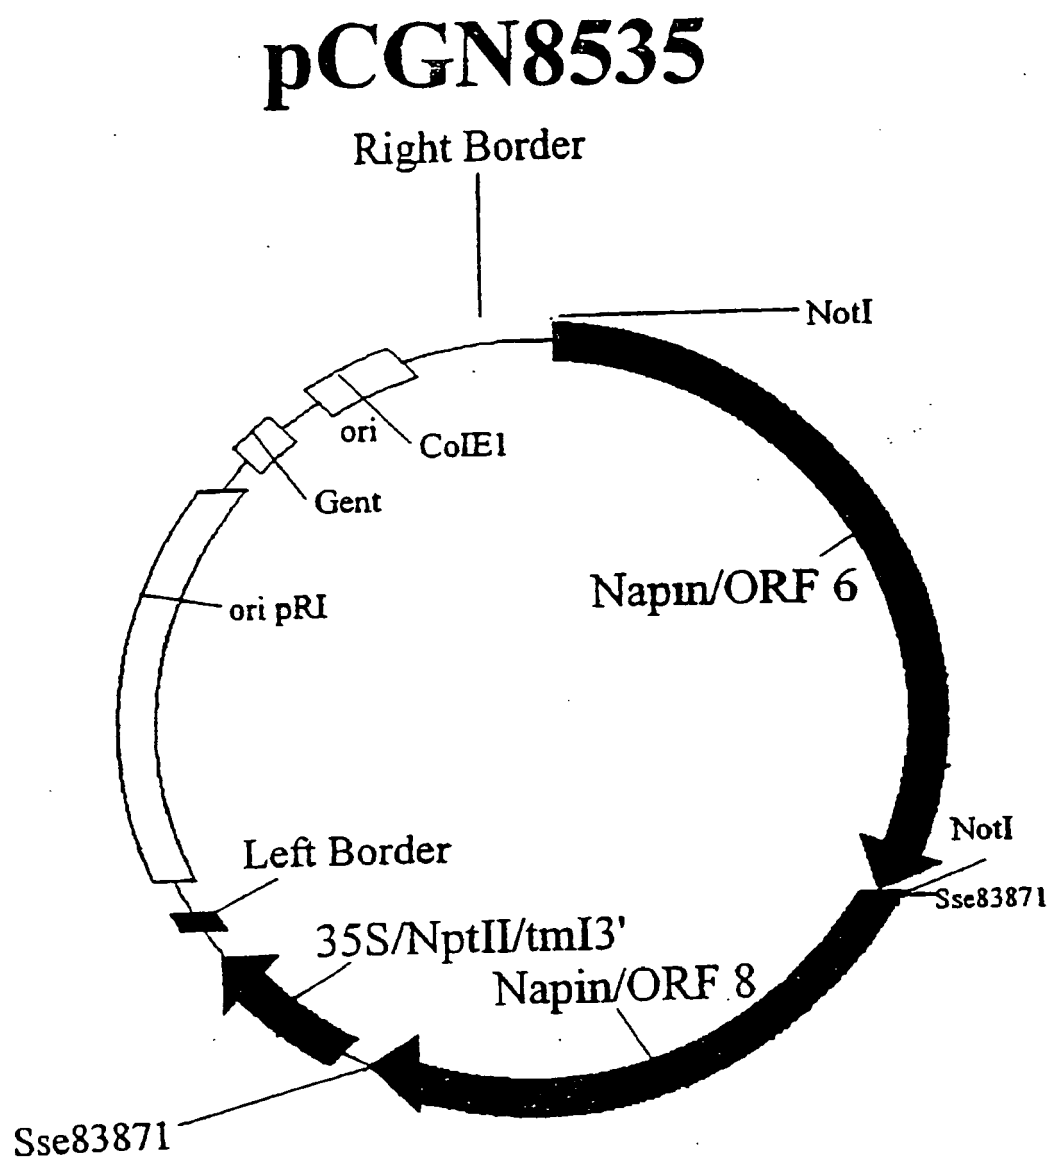 pCGN8535
Right Border
NotI
ori
ColE1
Gent
Napin/ORF 6
ori pRI
NotI
Left Border
Sse83871
35S/NptII/tmI3'
Napin/ORF 8
Sse83871